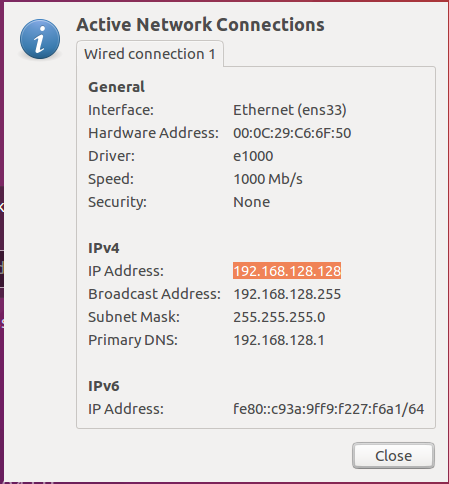 Active Network Connections
Wired connection 1
General
Interface: Ethernet (ens33)
Hardware Address: 00:0C:29:C6:6F:50
Driver: e1000
Speed: 1000 Mb/s
Security: None
IPv4
IP Address: 192.168.128.128
Broadcast Address: 192.168.128.255
Subnet Mask: 255.255.255.0
Primary DNS: 192.168.128.1
IPv6
IP Address: fe80::c93a:9ff9:f227:f6a1/64
Close